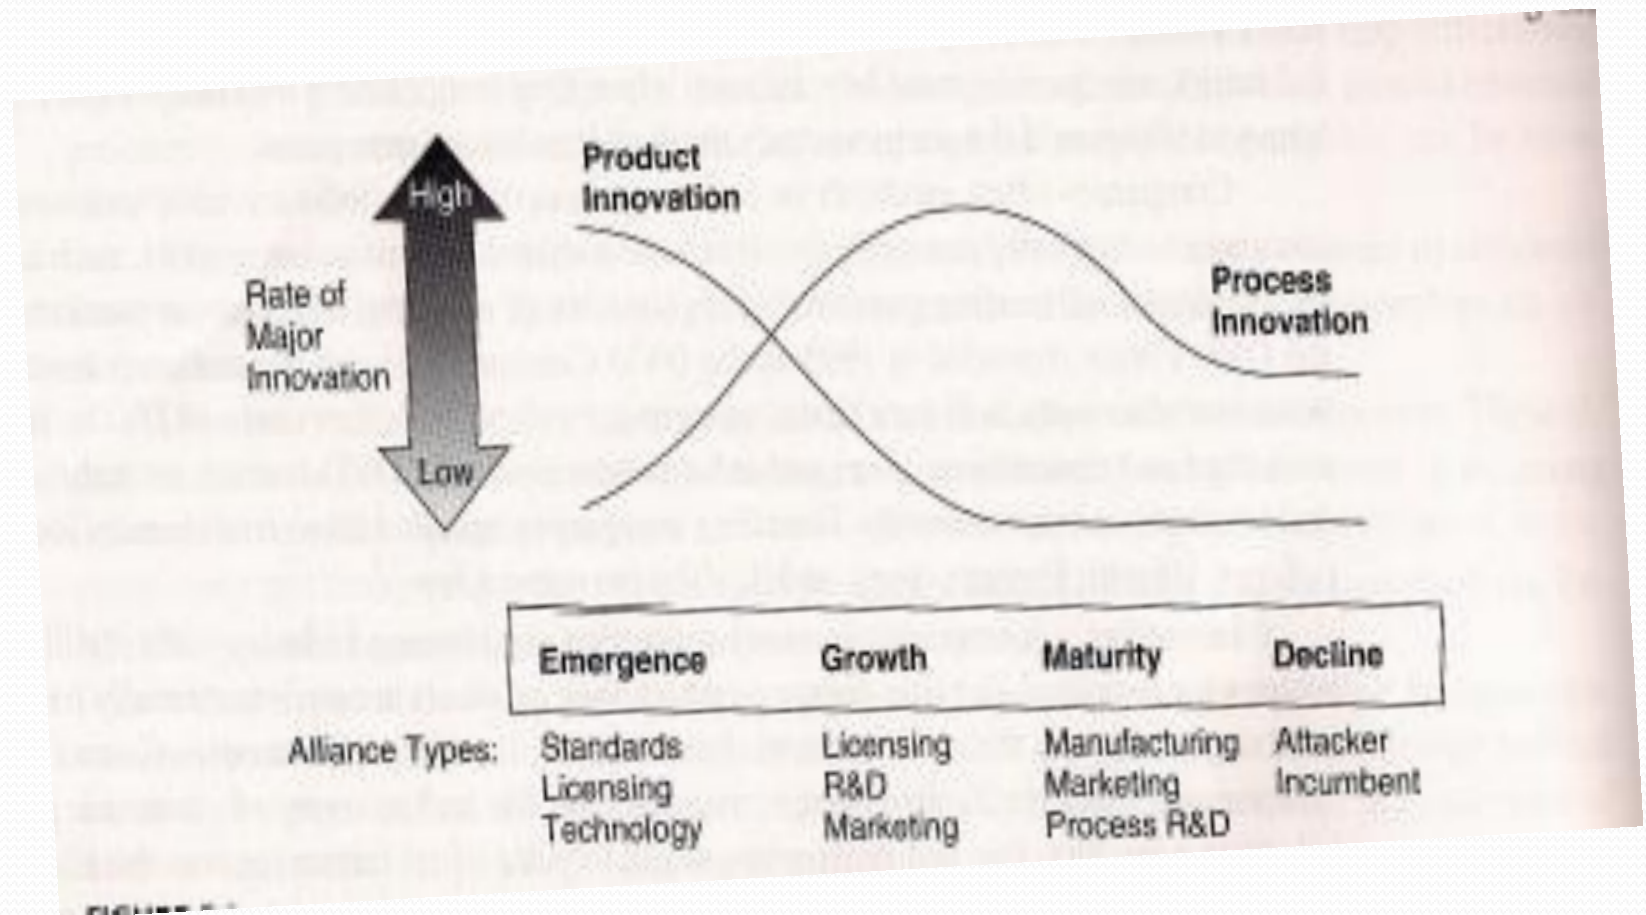 Product
Innovation
High
Rate of
Major
Innovation
Process
Innovation
Low
Emergence Growth Maturity Decline
Alliance Types: Standards Licensing Manufacturing Attacker
Licensing R&D Marketing Incumbent
Technology Marketing Process R&D